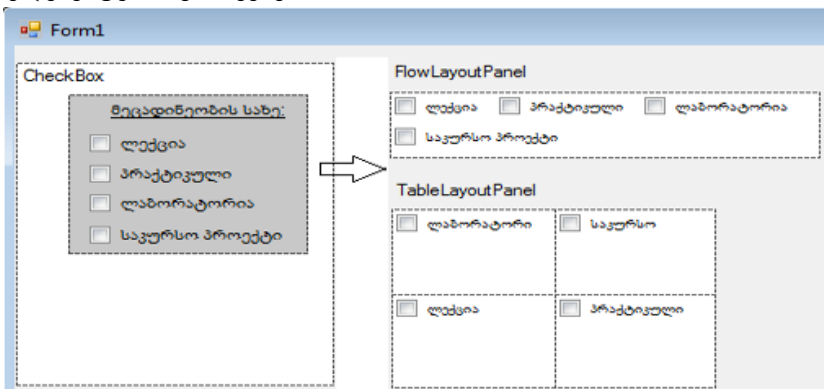 Form1
CheckBox
მეცადინეობის სახე:
ლექცია
პრაქტიკული
ლაბორატორია
საკურსო პროექტი
FlowLayoutPanel
ლექცია პრაქტიკული ლაბორატორია
საკურსო პროექტი
TableLayoutPanel
ლაბორატორი საკურსო
ლექცია პრაქტიკული